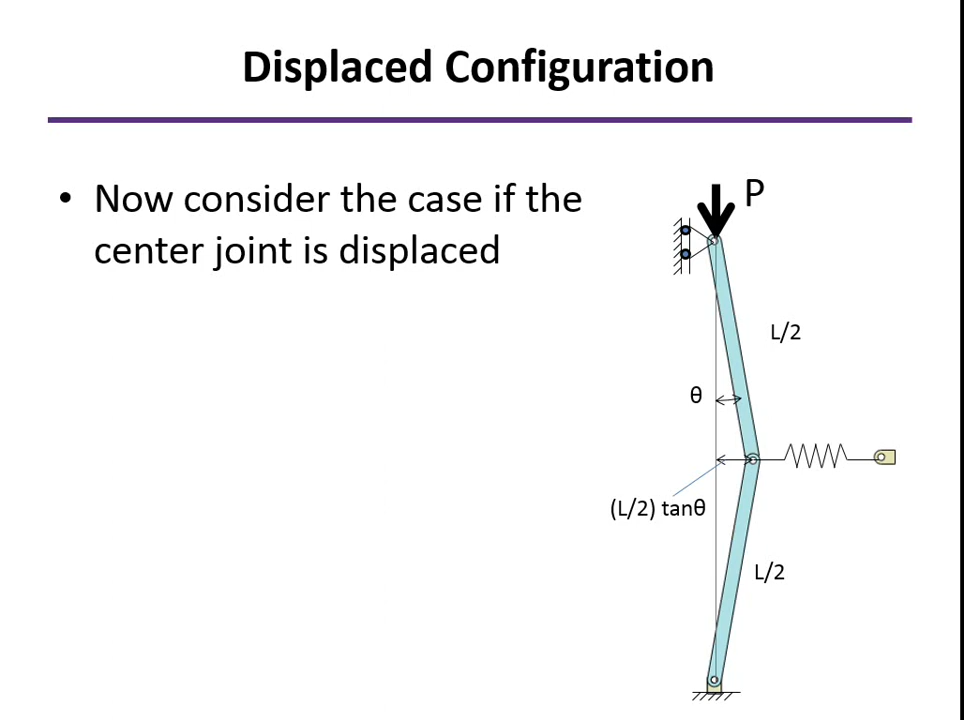 Displaced Configuration
• Now consider the case if the
center joint is displaced
P
L/2
θ
(L/2) tanθ
L/2